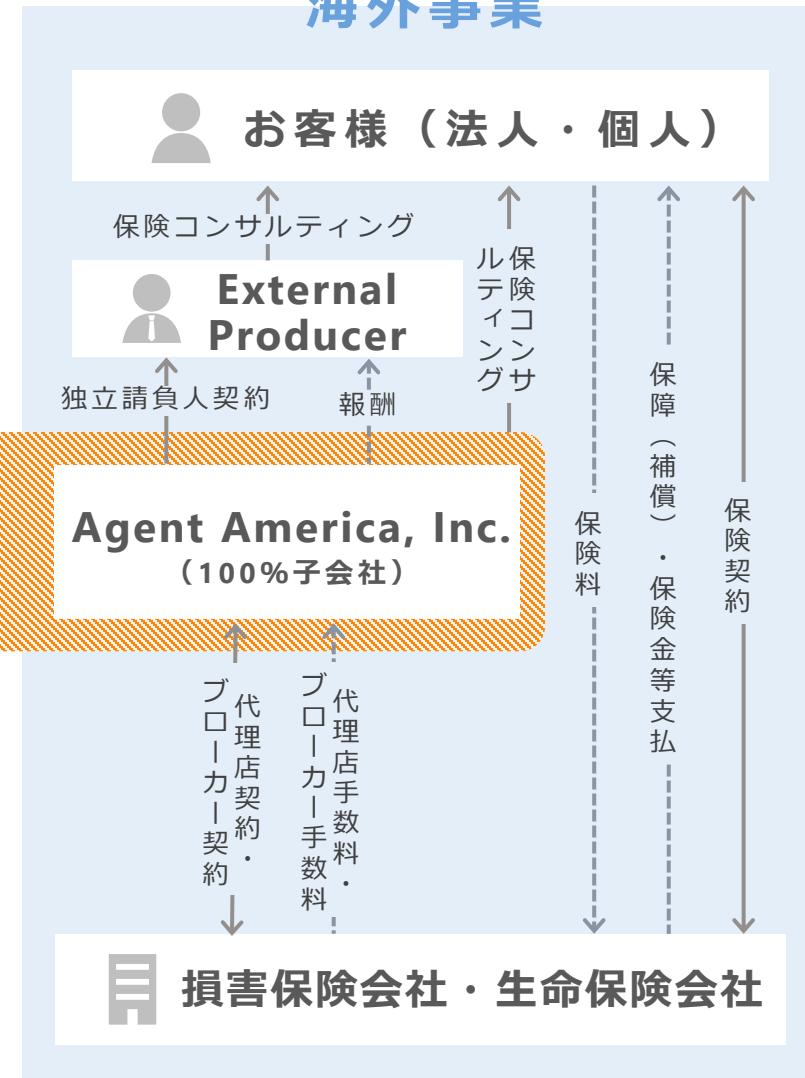 海外事業
お客様（法人・個人）
保険コンサルティング
External
Producer
保険コンサ
ルティング
独立請負人契約
報酬
Agent America, Inc.
（100%子会社）
保険料
保障（補償）・保険金等支払
保険契約
代理店契約・
ブローカー契約
代理店手数料・
ブローカー手数料
損害保険会社・生命保険会社